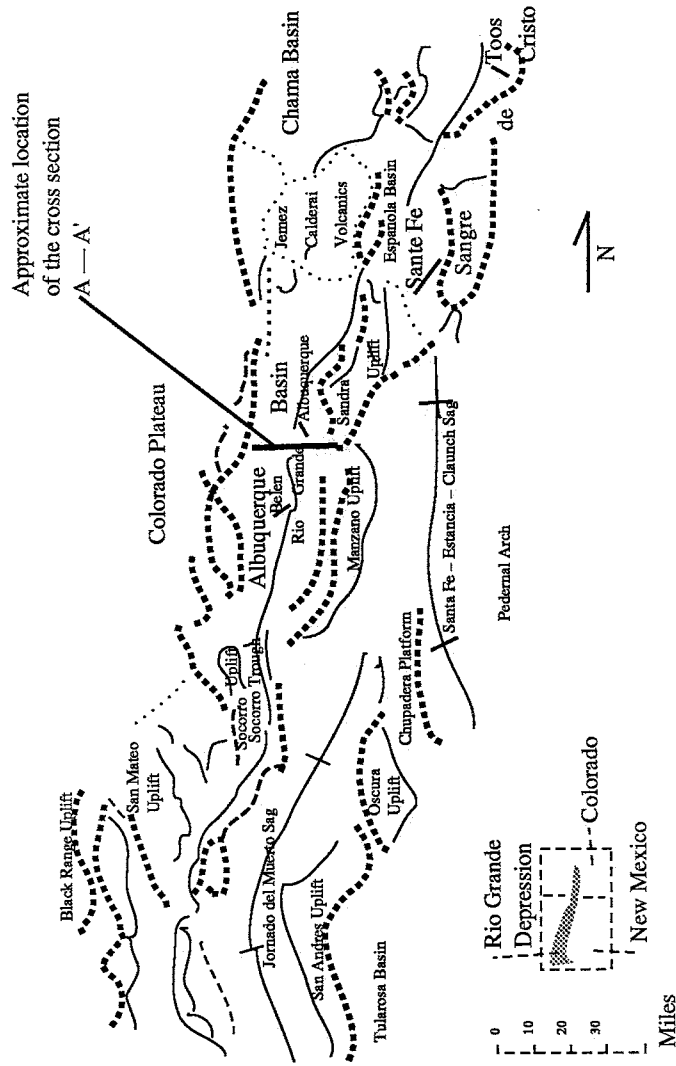 Approximate location
of the cross section
A — A'
Colorado Plateau
Chama Basin
Black Range Uplift
San Mateo
Uplift
Socorro
Uplift
Socorro Trough
Albuquerque
Basin
Belen
Rio
Grande
Albuquerque
Jemez
Calderai
Volcanics
Espanola Basin
Sante Fe
Sangre
de
Cristo
Toos
Sandra
Uplift
Manzano Uplift
Jornado del Muerto Sag
San Andres Uplift
Tularosa Basin
Oscura
Uplift
Chupadera Platform
Santa Fe – Estancia – Claunch Sag
Pedernal Arch
N
Rio Grande
Depression
Colorado
New Mexico
0
10
20
30
Miles